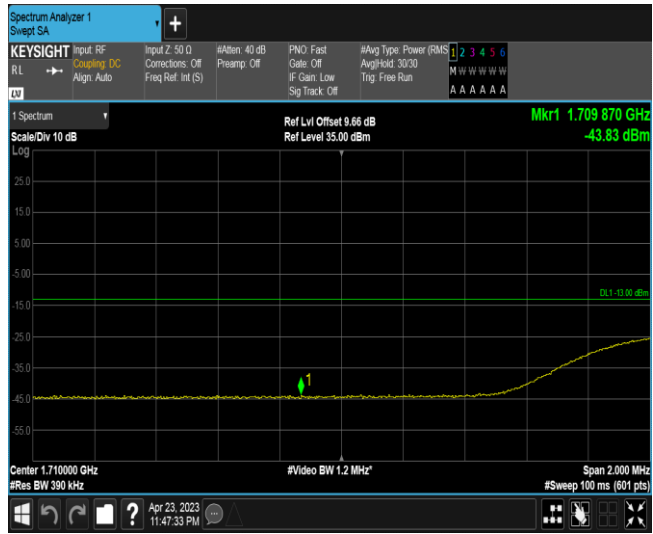 Spectrum Analyzer 1
Swept SA
+
KEYSIGHT
RL
LXI
Input: RF
Coupling: DC
Align: Auto
Input Z: 50 Ω
Corrections: Off
Freq Ref: Int (S)
#Atten: 40 dB
Preamp: Off
PNO: Fast
Gate: Off
IF Gain: Low
Sig Track: Off
#Avg Type: Power (RMS
Avg|Hold: 30/30
Trig: Free Run
1 2 3 4 5 6
M W W W W W
A A A A A A
1 Spectrum
Scale/Div 10 dB
Log
Ref Lvl Offset 9.66 dB
Ref Level 35.00 dBm
Mkr1 1.709 870 GHz
-43.83 dBm
25.0
15.0
5.00
-5.00
DL1 -13.00 dBm
-15.0
-25.0
-35.0
1
-45.0
-55.0
Center 1.710000 GHz
#Video BW 1.2 MHz*
Span 2.000 MHz
#Res BW 390 kHz
#Sweep 100 ms (601 pts)
?
Apr 23, 2023
11:47:33 PM